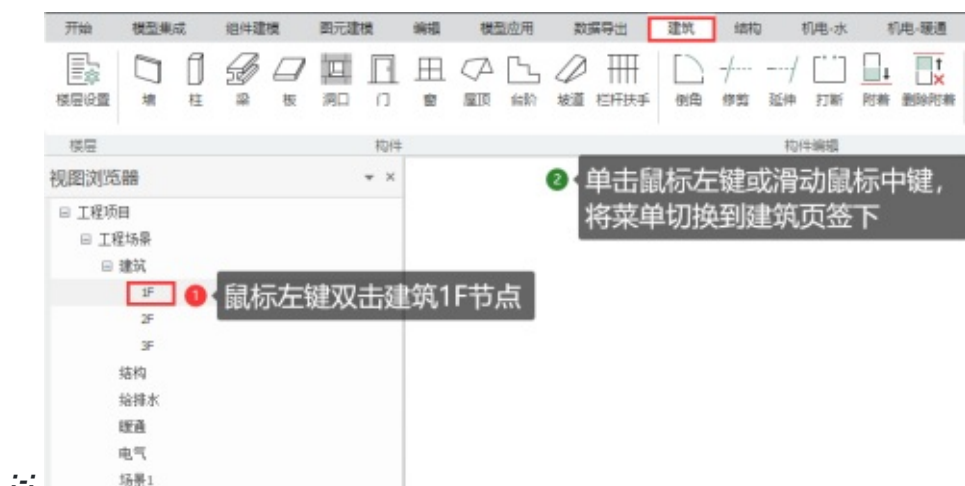 开始 模型集成 组件建模 图元建模 编辑 模型应用 数据导出 建筑 结构 机电-水 机电-暖通
楼层设置 墙 柱 梁 板 洞口 门 窗 屋顶 台阶 坡道 栏杆扶手 倒角 修剪 延伸 打断 附着 删除附着
楼层 构件 构件编辑
视图浏览器
2 单击鼠标左键或滑动鼠标中键，
将菜单切换到建筑页签下
工程项目
工程场景
建筑
1F 1 鼠标左键双击建筑1F节点
2F
3F
结构
给排水
暖通
电气
场景1